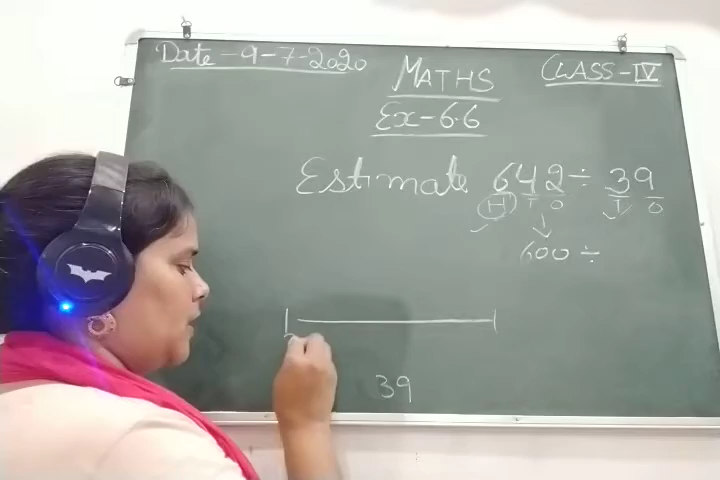 Date - 9-7-2020
MATHS
CLASS-IV
Ex-6.6
Estimate 642 ÷ 39
H T O T O
600 ÷
39